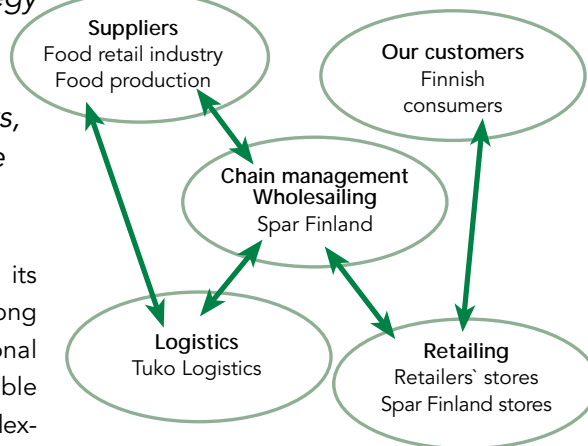 Suppliers
Food retail industry
Food production
Our customers
Finnish
consumers
Chain management
Wholesailing
Spar Finland
Logistics
Tuko Logistics
Retailing
Retailers` stores
Spar Finland stores
its